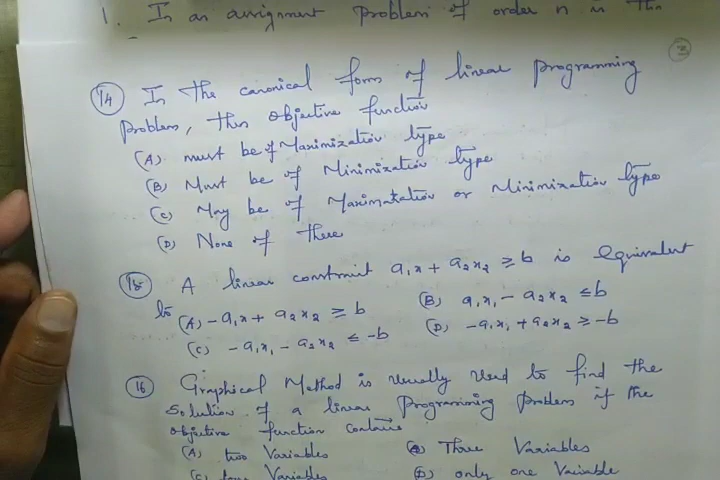 1. In an assignment problem of order n is the
14 In the canonical form of linear programming
problem, the objective function
(A) must be of Maximization type
(B) Must be of Minimization type
(C) May be of Maximization or Minimization type
(D) None of these
15 A linear constraint a₁x + a₂x₂ ≥ b is equivalent
to (A) -a₁x + a₂x₂ ≥ b (B) a₁x₁ - a₂x₂ ≤ b
(C) -a₁x₁ - a₂x₂ ≤ -b (D) -a₁x₁ + a₂x₂ ≥ -b
16 Graphical Method is usually used to find the
solution of a linear programming problem if the
objective function contains
(A) two Variables Three Variables
(C) four Variables (D) only one Variable